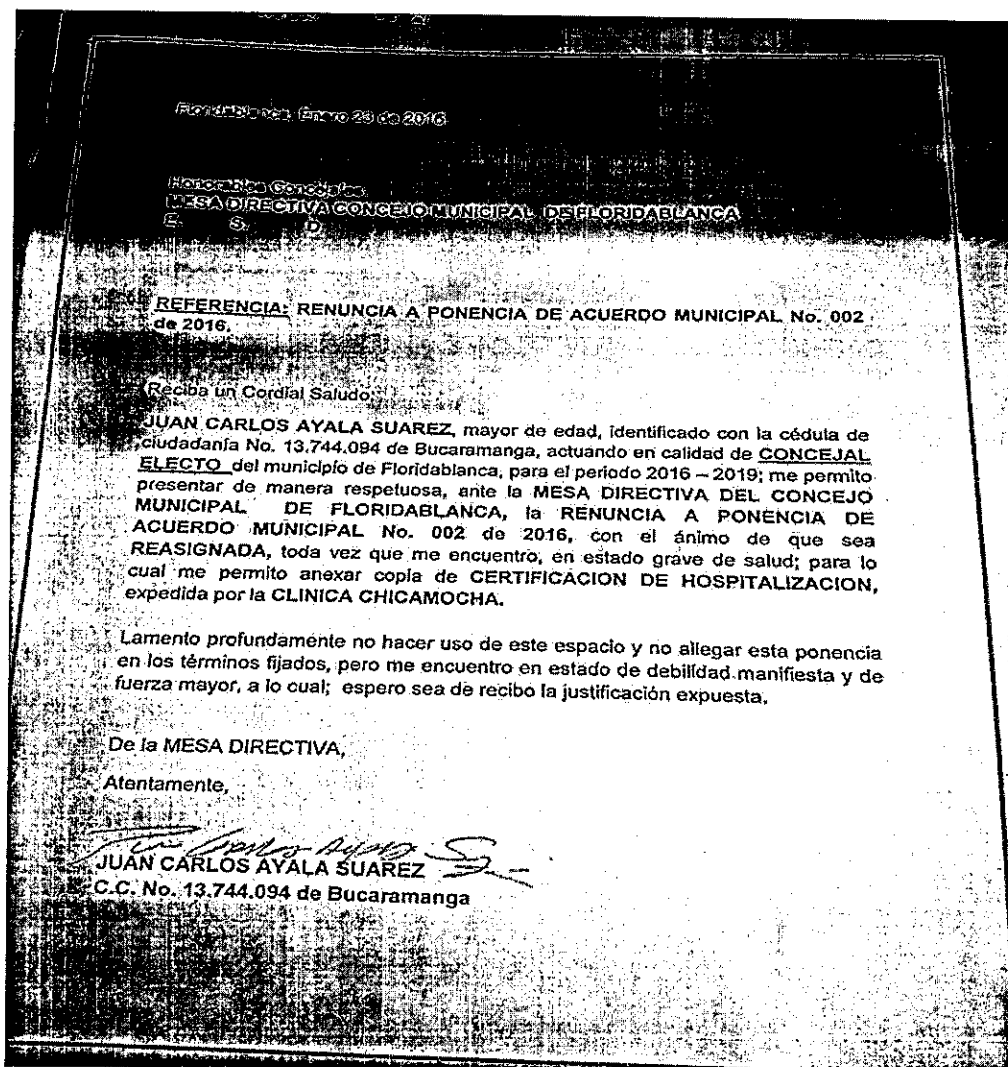 Floridablanca, Enero 23 de 2016
Honorables Concejales
MESA DIRECTIVA CONCEJO MUNICIPAL DE FLORIDABLANCA
E. S. D.
REFERENCIA: RENUNCIA A PONENCIA DE ACUERDO MUNICIPAL No. 002
de 2016.
Reciba un Cordial Saludo,
JUAN CARLOS AYALA SUAREZ, mayor de edad, identificado con la cédula de
ciudadanía No. 13.744.094 de Bucaramanga, actuando en calidad de CONCEJAL
ELECTO del municipio de Floridablanca, para el periodo 2016 – 2019; me permito
presentar de manera respetuosa, ante la MESA DIRECTIVA DEL CONCEJO
MUNICIPAL DE FLORIDABLANCA, la RENUNCIA A PONENCIA DE
ACUERDO MUNICIPAL No. 002 de 2016, con el ánimo de que sea
REASIGNADA, toda vez que me encuentro, en estado grave de salud; para lo
cual me permito anexar copia de CERTIFICACION DE HOSPITALIZACION,
expedida por la CLINICA CHICAMOCHA.
Lamento profundamente no hacer uso de este espacio y no allegar esta ponencia
en los términos fijados, pero me encuentro en estado de debilidad manifiesta y de
fuerza mayor, a lo cual; espero sea de recibo la justificación expuesta.
De la MESA DIRECTIVA,
Atentamente,
JUAN CARLOS AYALA SUAREZ
C.C. No. 13.744.094 de Bucaramanga